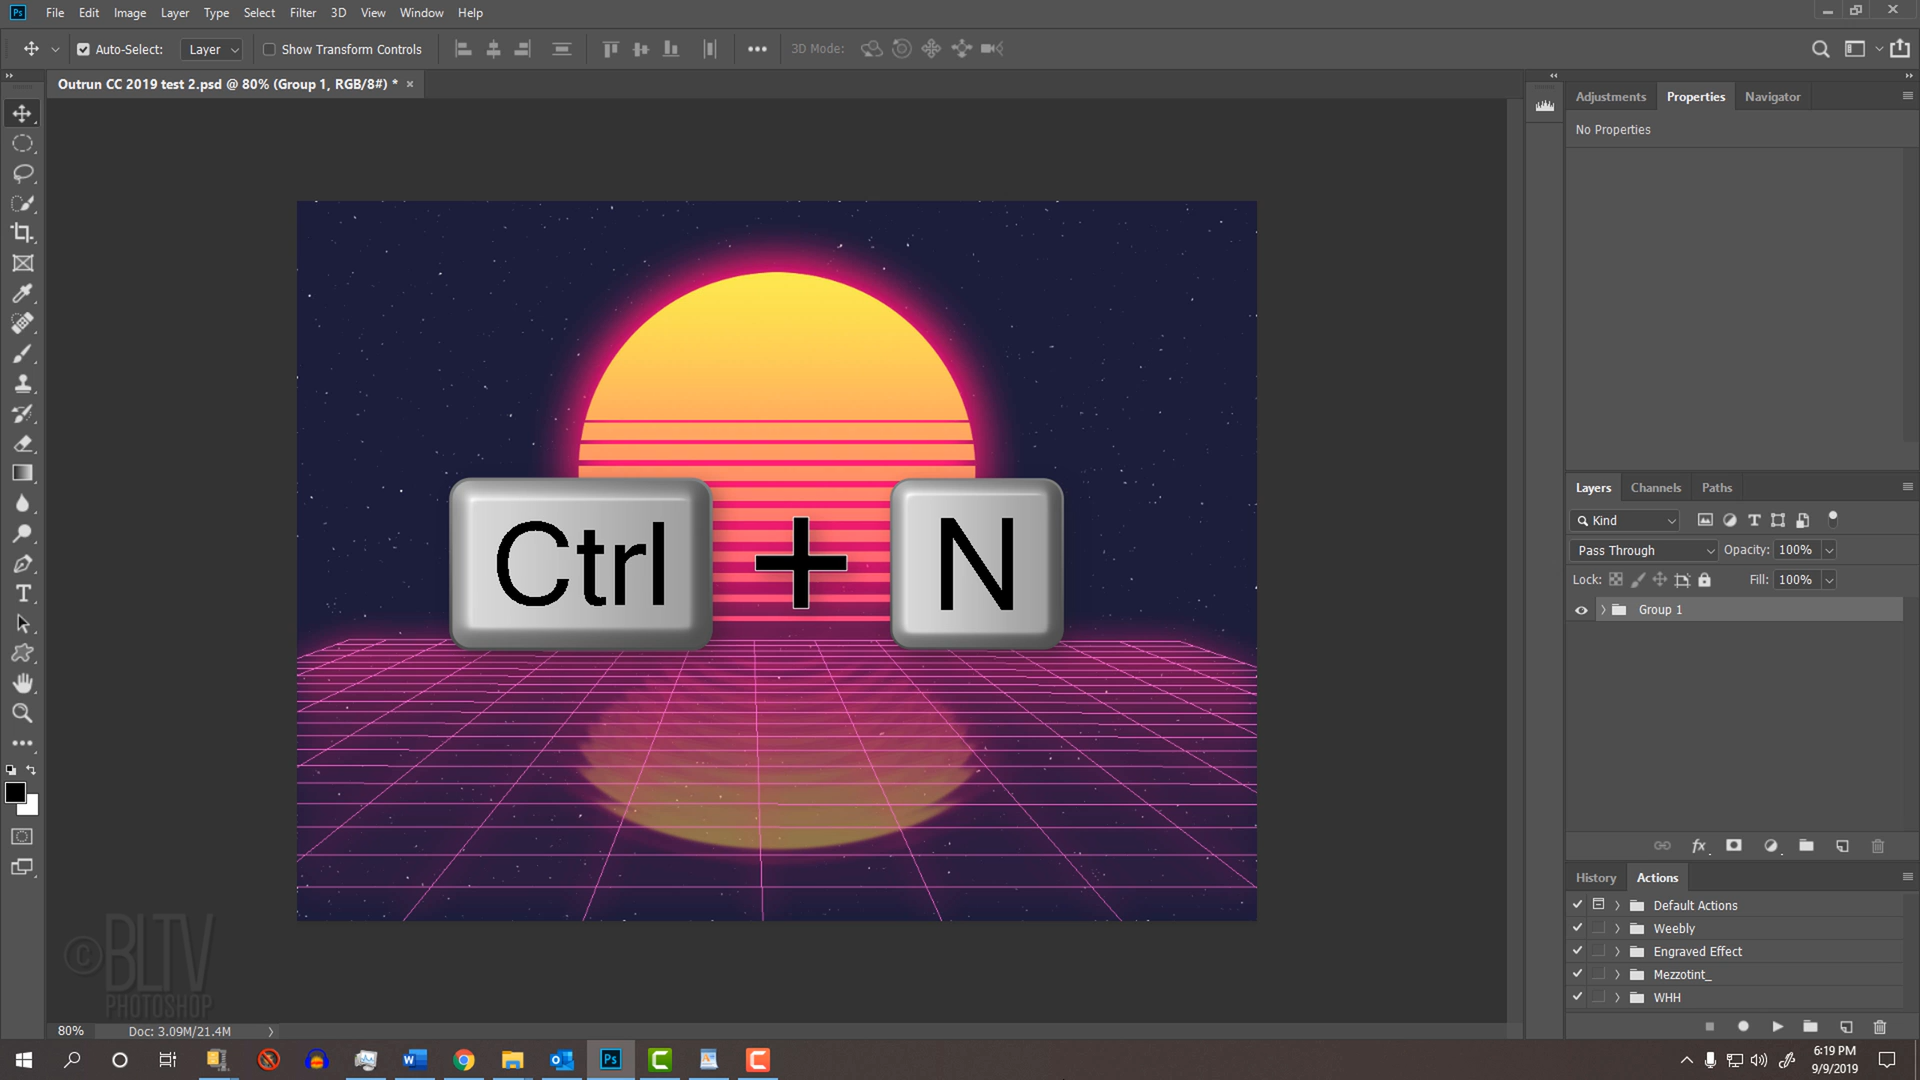 Ps File Edit Image Layer Type Select Filter 3D View Window Help
Auto-Select: Layer Show Transform Controls 3D Mode:
Outrun CC 2019 test 2.psd @ 80% (Group 1, RGB/8#) * ×
Adjustments Properties Navigator
No Properties
Ctrl + N
Layers Channels Paths
Kind
Pass Through Opacity: 100%
Lock: Fill: 100%
Group 1
fx
History Actions
Default Actions
Weebly
Engraved Effect
Mezzotint_
WHH
©BLTV
PHOTOSHOP
80% Doc: 3.09M/21.4M
6:19 PM
9/9/2019